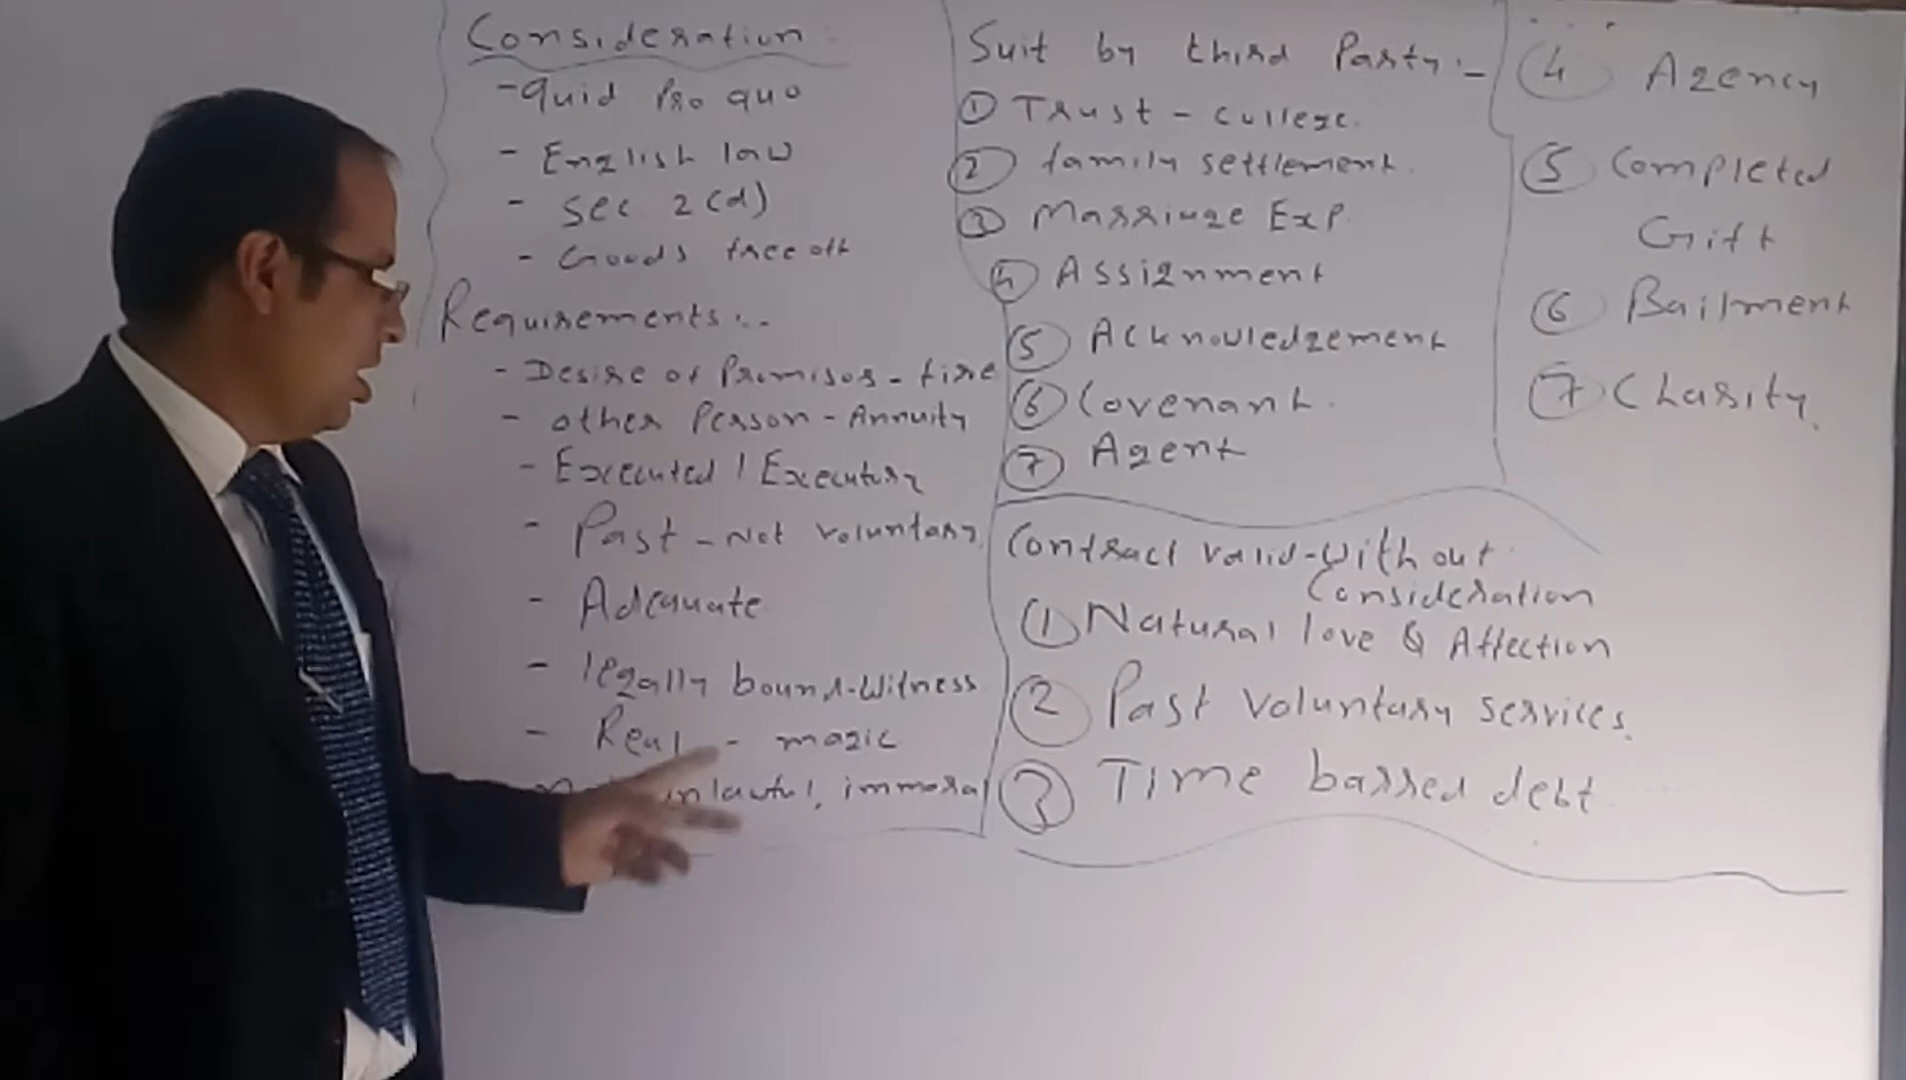 Consideration:
- quid pro quo
- English law
- Sec 2(d)
- Goods free off
Requirements:-
- Desire of Promisor - fire
- other Person - Annuity
- Executed / Executory
- Past - Not voluntary
- Adequate
- legally bound - Witness
- Real - magic
unlawful, immoral
Suit by third Party:-
① Trust - college.
② family settlement.
③ Marriage Exp.
④ Assignment
⑤ Acknowledgement
⑥ Covenant.
⑦ Agent
Contract valid - Without
Consideration
① Natural love & Affection
② Past voluntary services.
③ Time barred debt
④ Agency
⑤ Completed
Gift
⑥ Bailment
⑦ Charity.